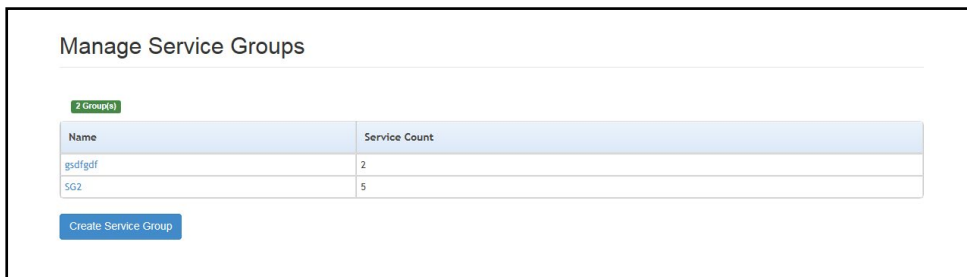 Manage Service Groups
2 Group(s)
Name Service Count
gsdfgdf 2
SG2 5
Create Service Group